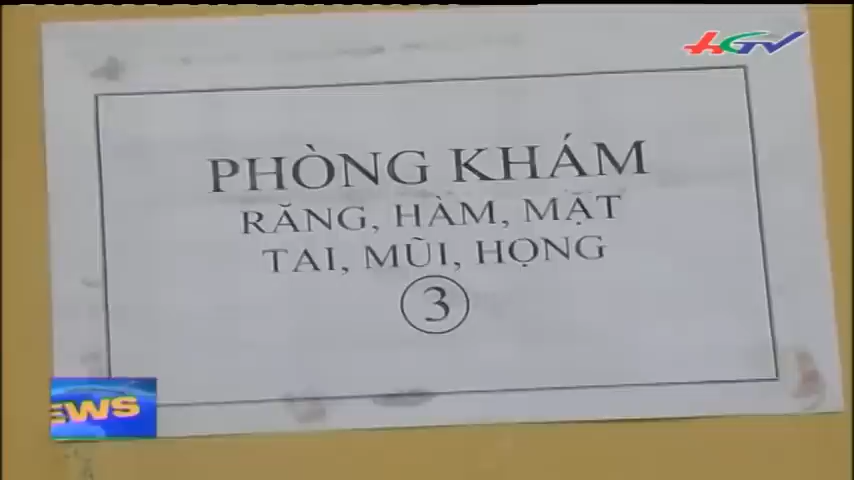 HGTV
PHÒNG KHÁM
RĂNG, HÀM, MẶT
TAI, MŨI, HỌNG
3
EWS